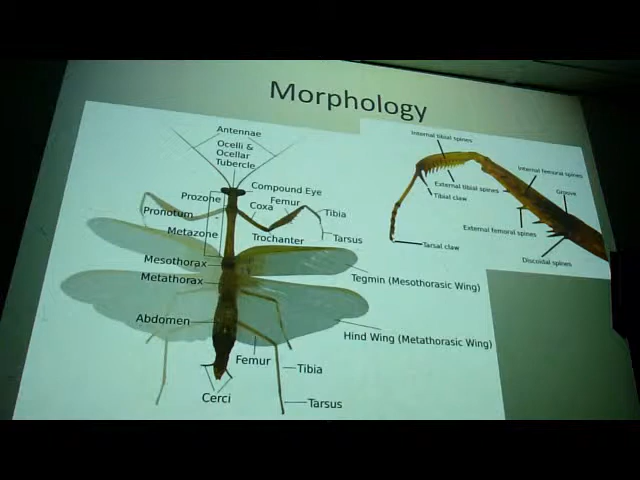 Morphology
Antennae
Ocelli &
Ocellar
Tubercle
Prozone
Compound Eye
Coxa
Femur
Pronotum
Tibia
Metazone
Trochanter
Tarsus
Mesothorax
Metathorax
Tegmin (Mesothorasic Wing)
Abdomen
Hind Wing (Metathorasic Wing)
Femur
Tibia
Cerci
Tarsus
Internal tibial spines
Internal femoral spines
External tibial spines
Tibial claw
Groove
External femoral spines
Tarsal claw
Discoidal spines